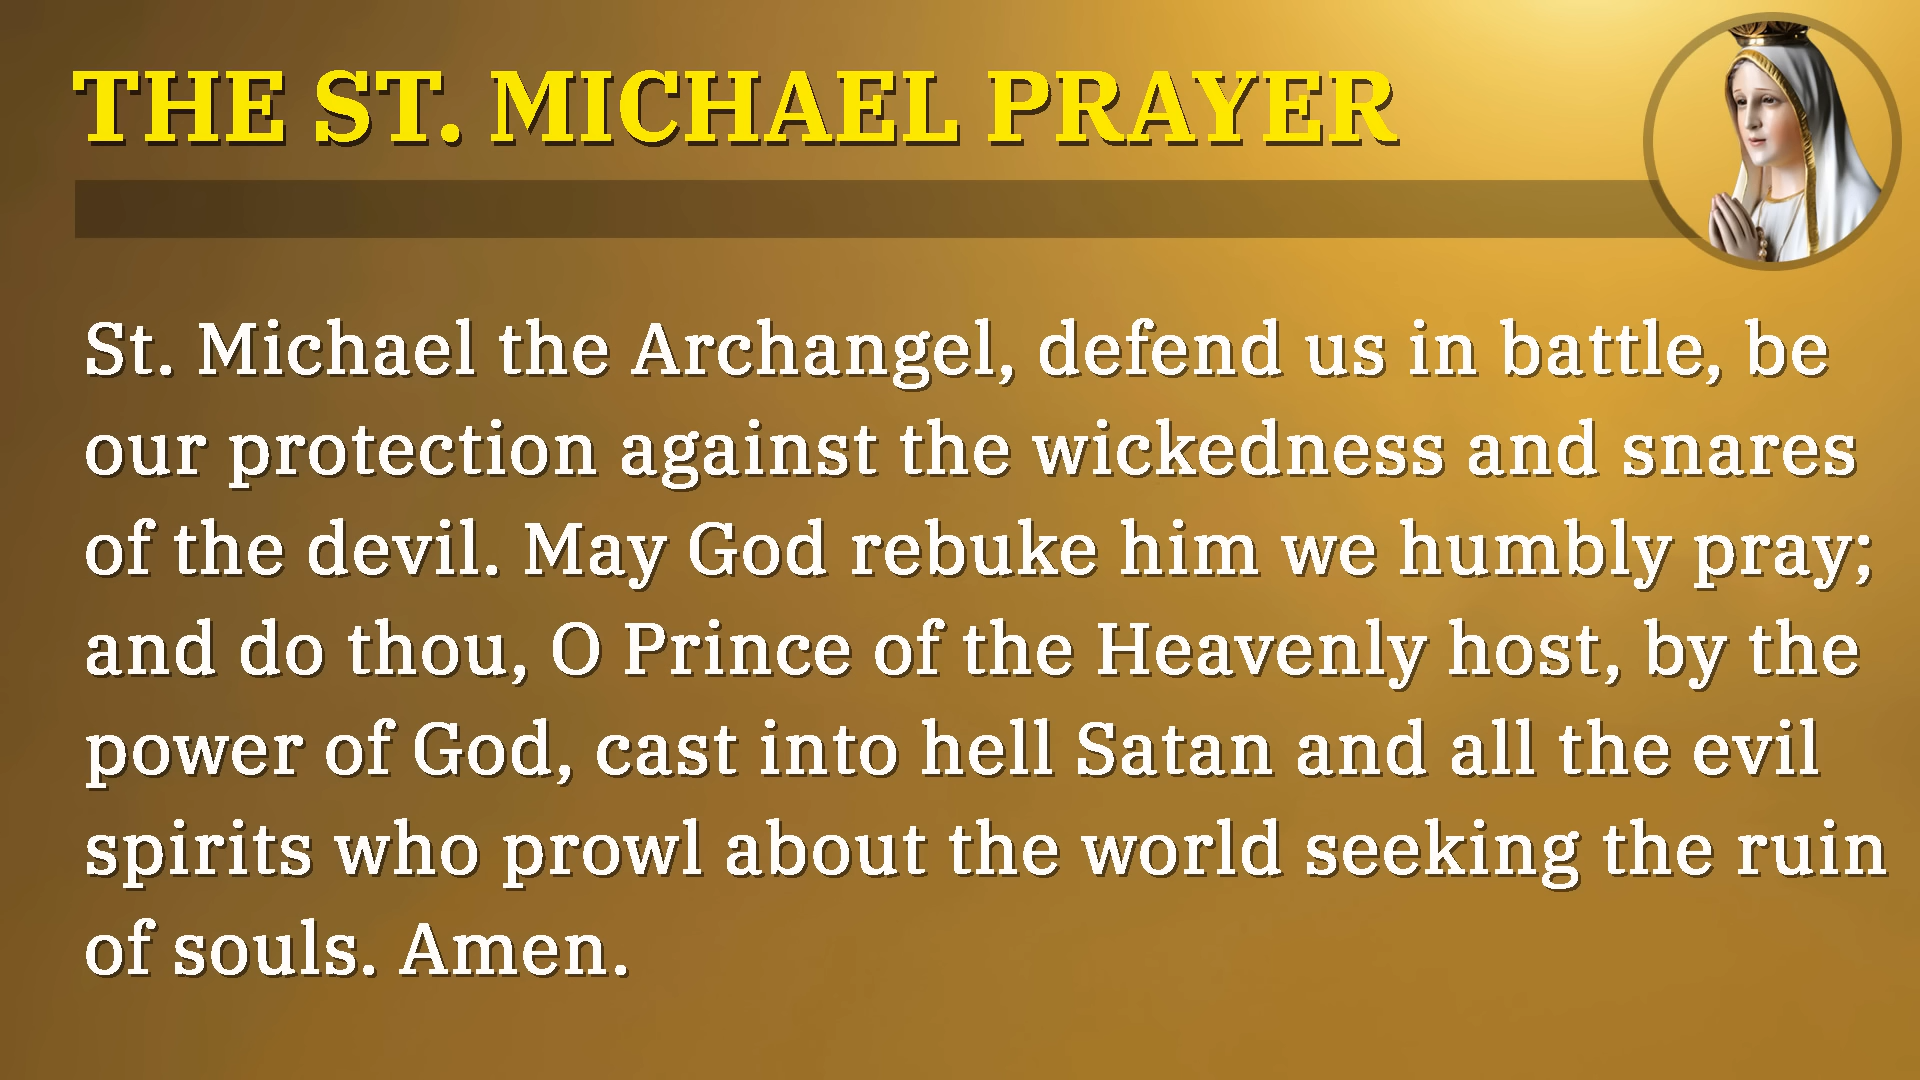 THE ST. MICHAEL PRAYER
St. Michael the Archangel, defend us in battle, be
our protection against the wickedness and snares
of the devil. May God rebuke him we humbly pray;
and do thou, O Prince of the Heavenly host, by the
power of God, cast into hell Satan and all the evil
spirits who prowl about the world seeking the ruin
of souls. Amen.